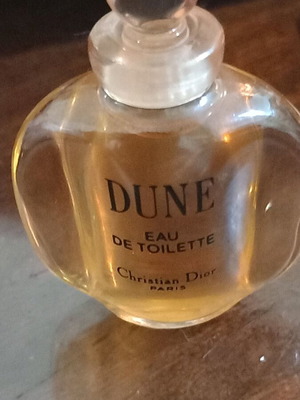 DUNE
EAU
DE TOILETTE
Christian Dior
PARIS